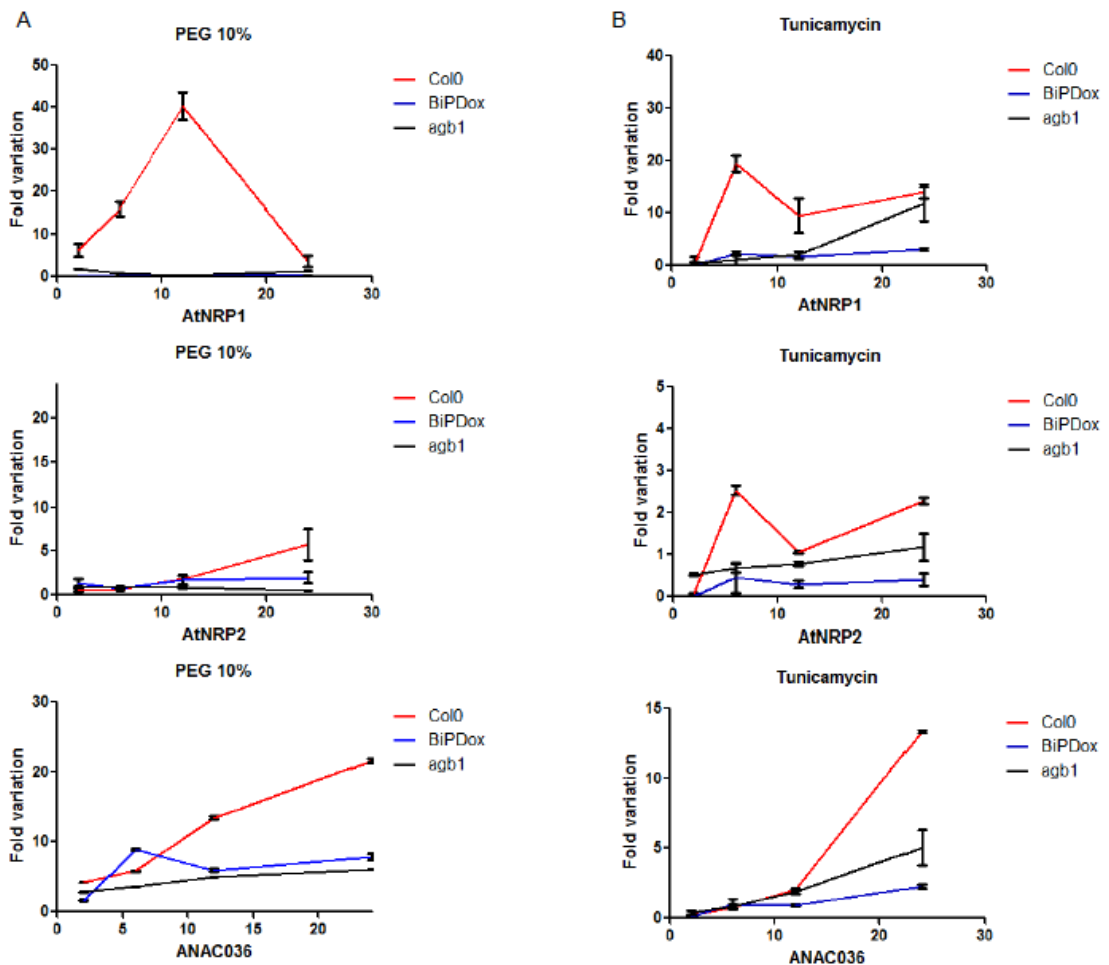 A
PEG 10%
Fold variation
50
40
30
20
10
0
0
10
20
30
AtNRP1
Col0
BiPDox
agb1
PEG 10%
Fold variation
20
15
10
5
0
0
10
20
30
AtNRP2
Col0
BiPDox
agb1
PEG 10%
Fold variation
30
20
10
0
0
5
10
15
20
ANAC036
Col0
BiPDox
agb1
B
Tunicamycin
Fold variation
40
30
20
10
0
0
10
20
30
AtNRP1
Col0
BiPDox
agb1
Tunicamycin
Fold variation
5
4
3
2
1
0
0
10
20
30
AtNRP2
Col0
BiPDox
agb1
Tunicamycin
Fold variation
15
10
5
0
0
10
20
30
ANAC036
Col0
BiPDox
agb1